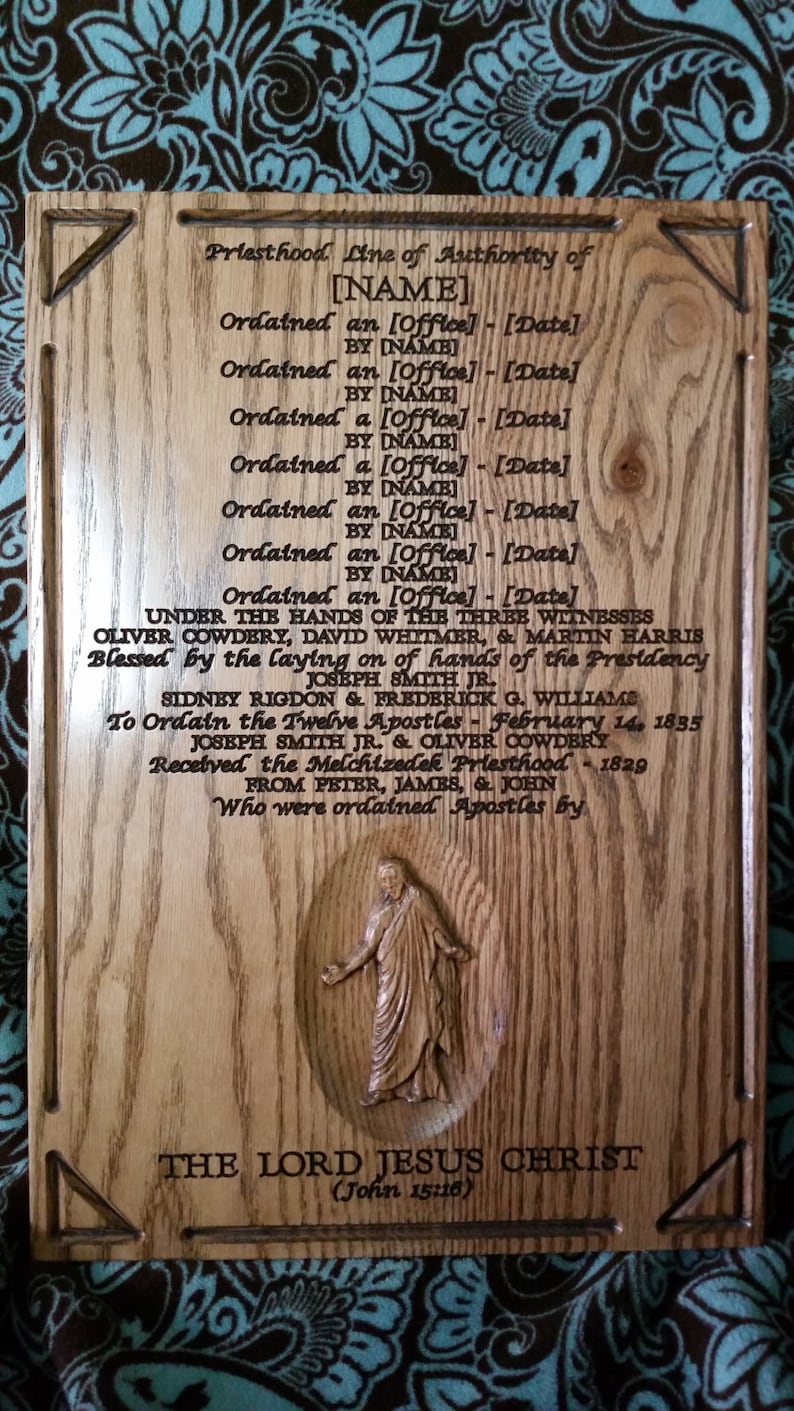 Priesthood Line of Authority of
[NAME]
Ordained an [Office] - [Date]
BY [NAME]
Ordained an [Office] - [Date]
BY [NAME]
Ordained a [Office] - [Date]
BY [NAME]
Ordained a [Office] - [Date]
BY [NAME]
Ordained an [Office] - [Date]
BY [NAME]
Ordained an [Office] - [Date]
BY [NAME]
Ordained an [Office] - [Date]
UNDER THE HANDS OF THE THREE WITNESSES
OLIVER COWDERY, DAVID WHITMER, & MARTIN HARRIS
Blessed by the laying on of hands of the Presidency
JOSEPH SMITH JR.
SIDNEY RIGDON & FREDERICK G. WILLIAMS
To Ordain the Twelve Apostles - February 14, 1835
JOSEPH SMITH JR. & OLIVER COWDERY
Received the Melchizedek Priesthood - 1829
FROM PETER, JAMES, & JOHN
Who were ordained Apostles by
THE LORD JESUS CHRIST
(John 15:16)